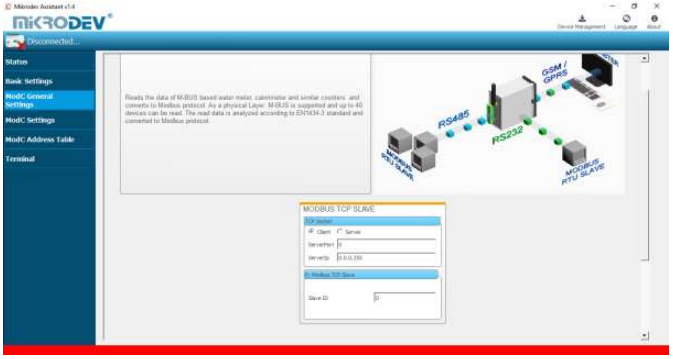 Mikrodev Assistant v1.4
MİKRODEV®
Device Management
Language
About
Disconnected...
Status
Basic Settings
ModC General
Settings
ModC Settings
ModC Address Table
Terminal
Reads the data of M-BUS based water meter, calorimeter and similar counters and
converts to Modbus protocol. As a physical Layer M-BUS is supported and up to 40
devices can be read. The read data is analyzed according to EN1434-3 standard and
converted to Modbus protocol.
GSM /
GPRS
RS485
RS232
MODBUS
RTU SLAVE
MODBUS
RTU SLAVE
MODBUS TCP SLAVE
TCP Socket
Client
Server
ServerPort
0
ServerIp
0.0.0.255
Modbus TCP Slave
Slave ID
0